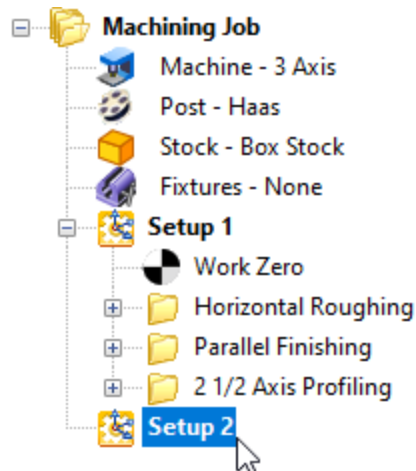 Machining Job
Machine - 3 Axis
Post - Haas
Stock - Box Stock
Fixtures - None
Setup 1
Work Zero
Horizontal Roughing
Parallel Finishing
2 1/2 Axis Profiling
Setup 2